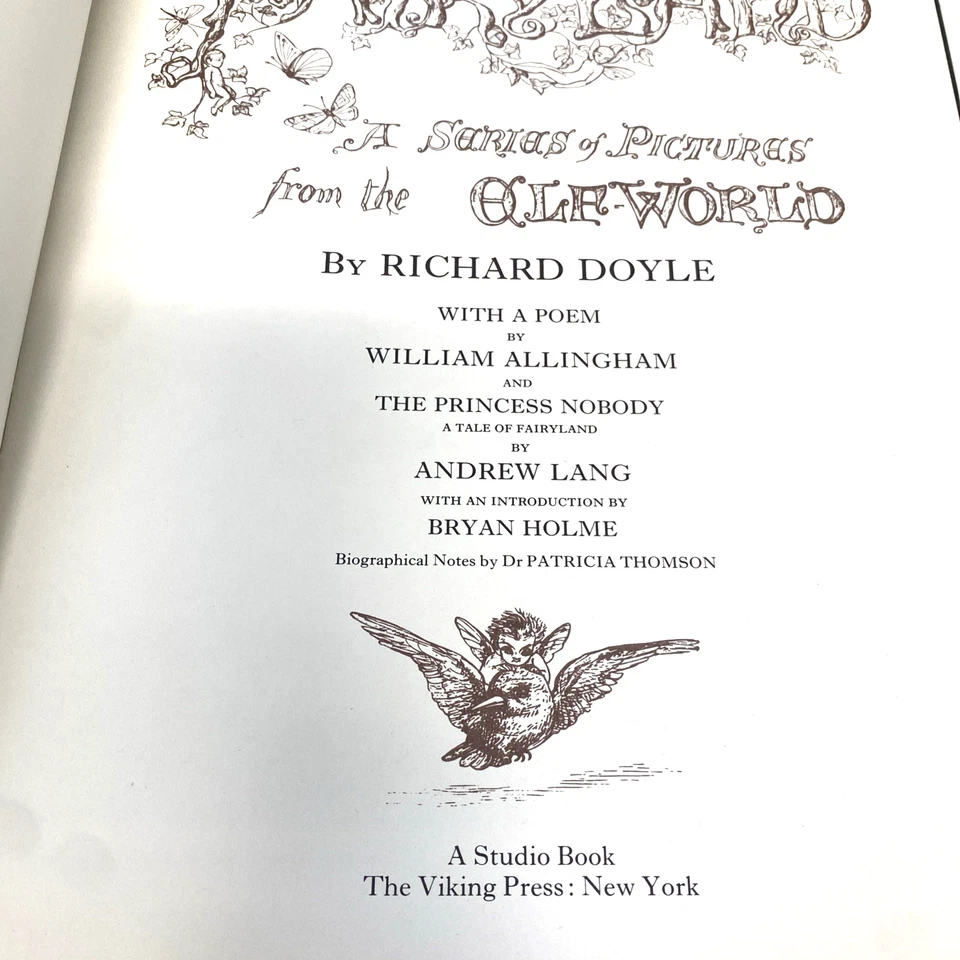 FAIRYLAND
A SERIES of PICTURES
from the ELF-WORLD
BY RICHARD DOYLE
WITH A POEM
BY
WILLIAM ALLINGHAM
AND
THE PRINCESS NOBODY
A TALE OF FAIRYLAND
BY
ANDREW LANG
WITH AN INTRODUCTION BY
BRYAN HOLME
Biographical Notes by Dr PATRICIA THOMSON
A Studio Book
The Viking Press: New York